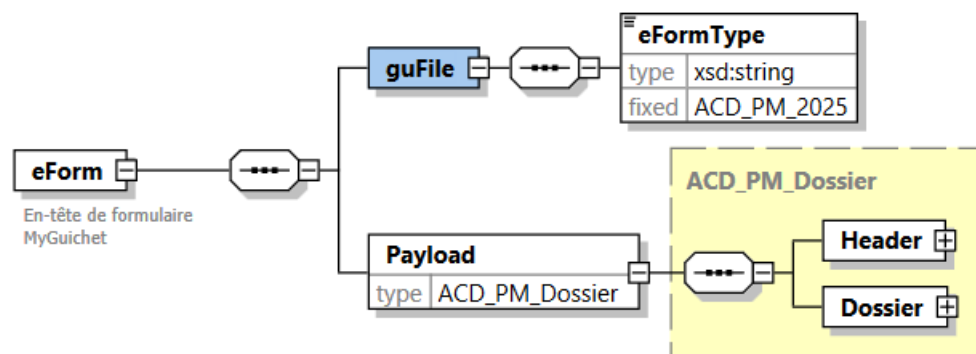 eFormType
guFile
type xsd:string
fixed ACD_PM_2025
eForm
ACD_PM_Dossier
En-tête de formulaire
MyGuichet
Header
Payload
type ACD_PM_Dossier
Dossier